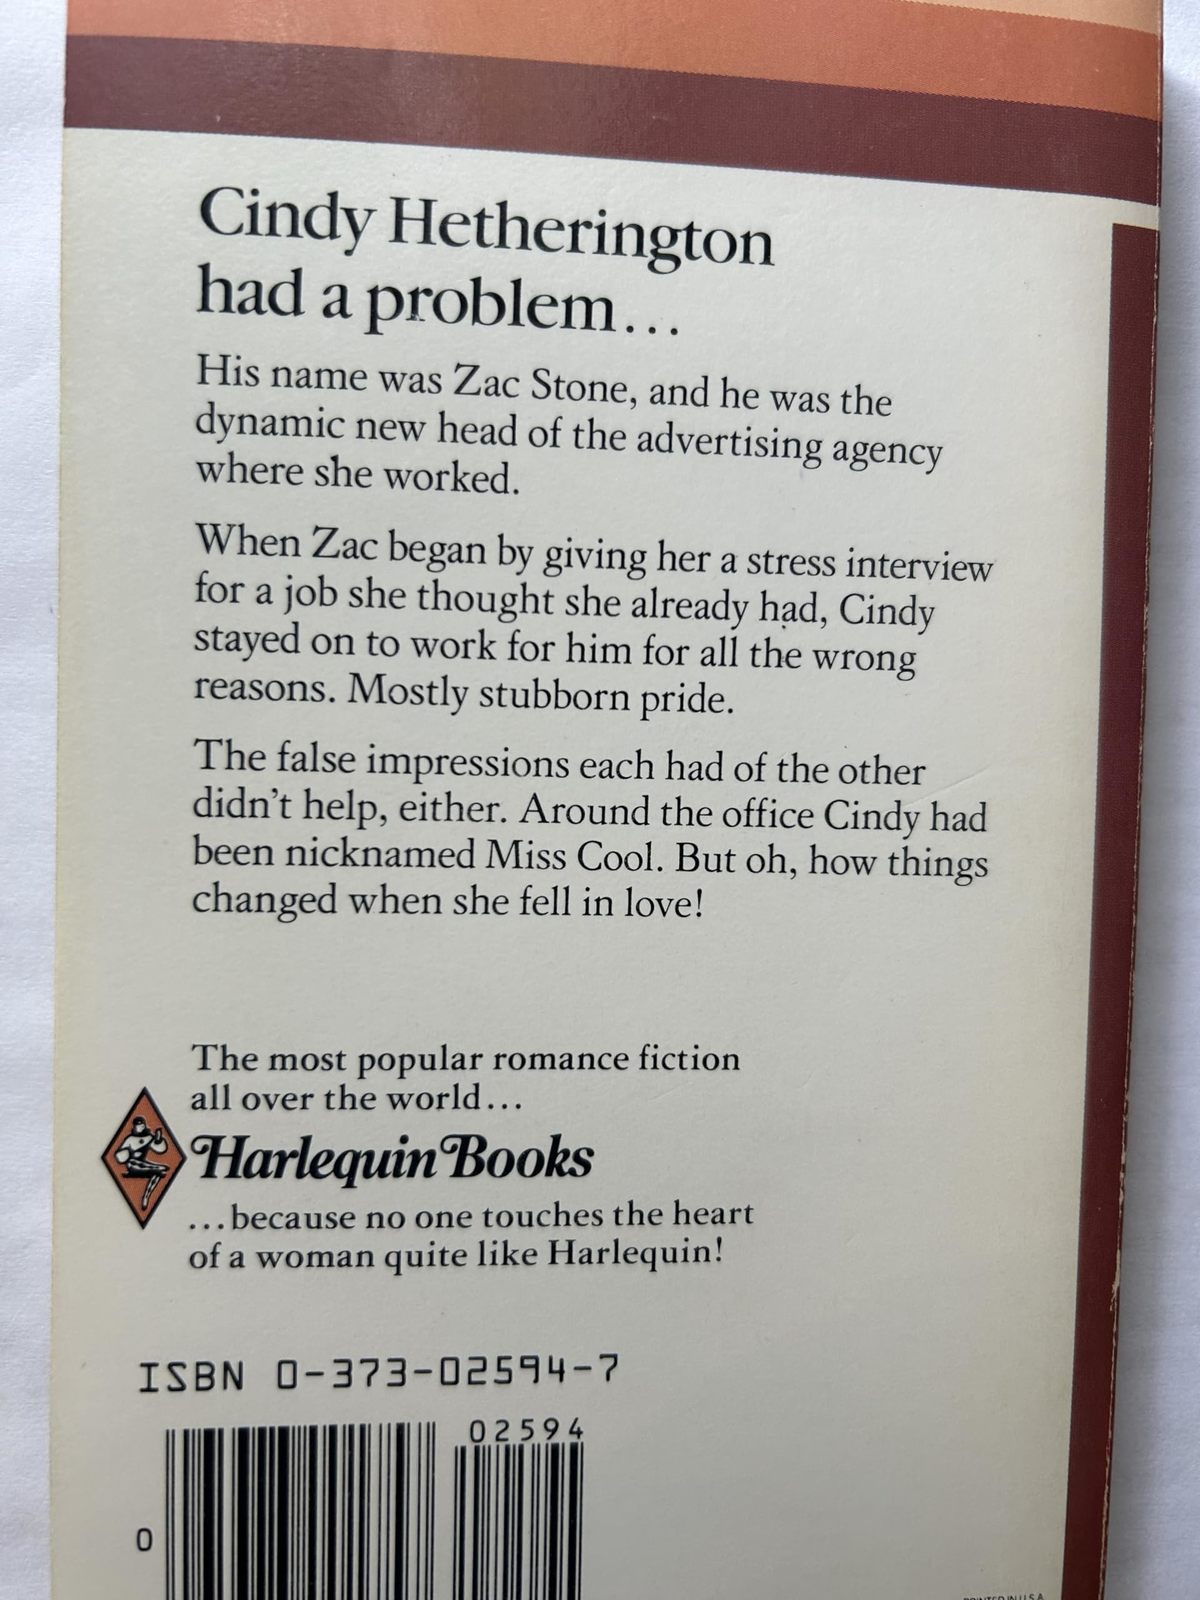 Cindy Hetherington
had a problem...
His name was Zac Stone, and he was the
dynamic new head of the advertising agency
where she worked.
When Zac began by giving her a stress interview
for a job she thought she already had, Cindy
stayed on to work for him for all the wrong
reasons. Mostly stubborn pride.
The false impressions each had of the other
didn't help, either. Around the office Cindy had
been nicknamed Miss Cool. But oh, how things
changed when she fell in love!
The most popular romance fiction
all over the world...
Harlequin Books
...because no one touches the heart
of a woman quite like Harlequin!
ISBN 0-373-02594-7
02594
0
PRINTED IN U.S.A.